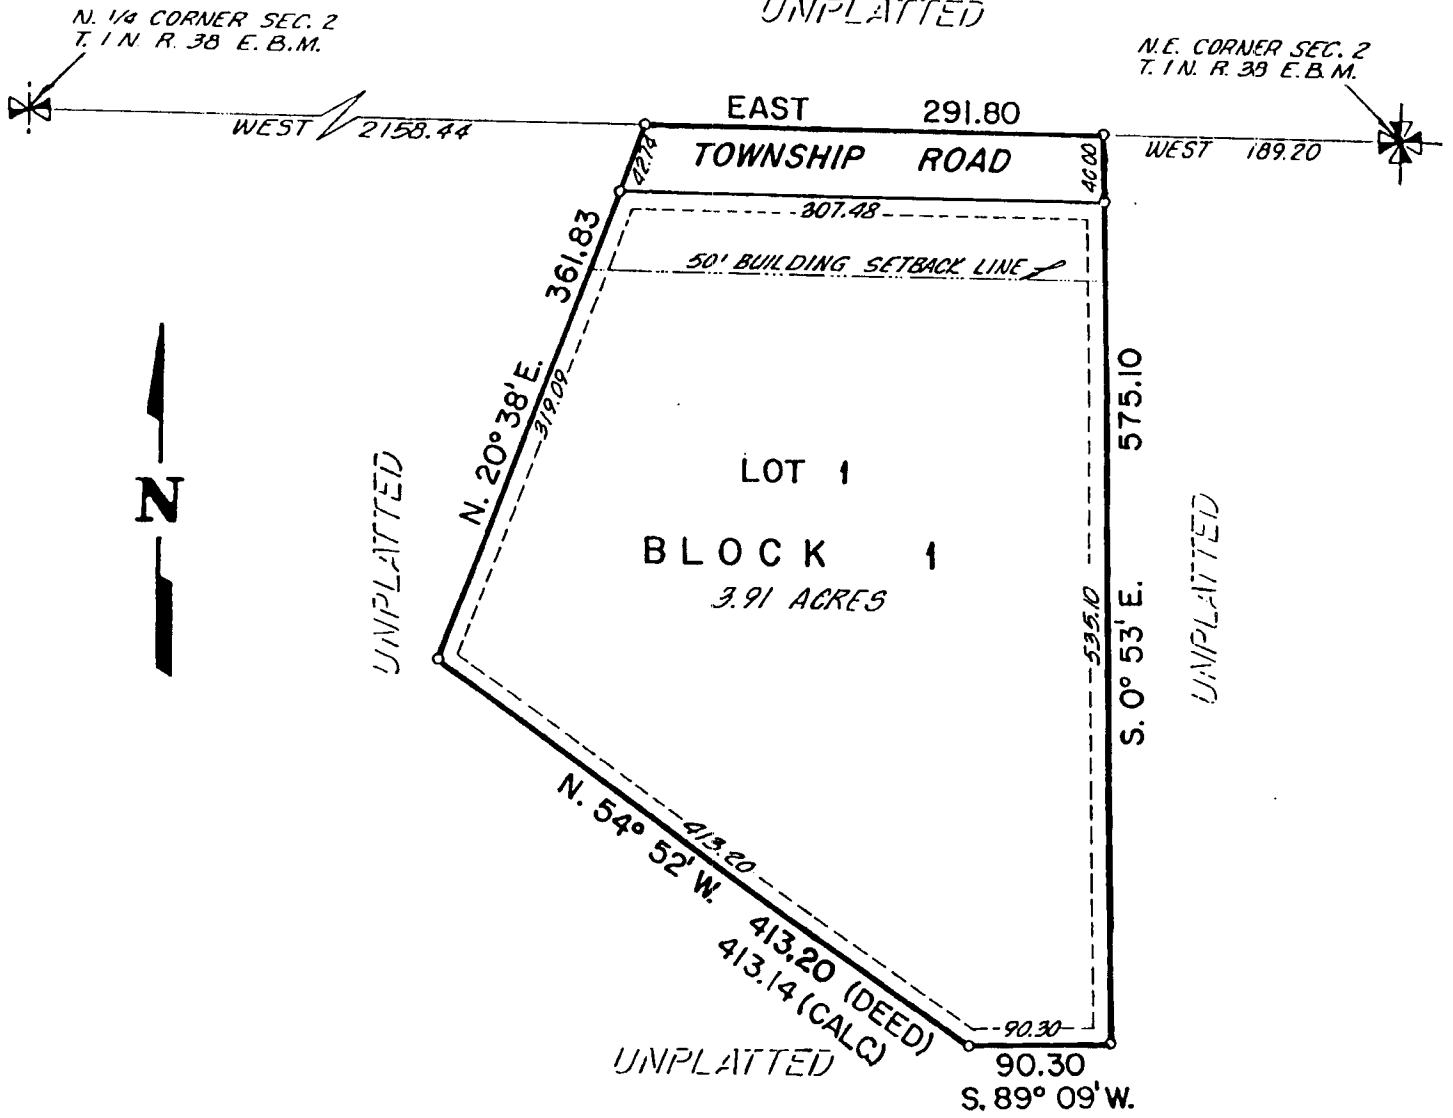 UNPLATTED
N. 1/4 CORNER SEC. 2
T. 1 N. R. 38 E. B. M.
N.E. CORNER SEC. 2
T. 1 N. R. 38 E.B.M.
EAST 291.80
WEST 2158.44
WEST 189.20
TOWNSHIP ROAD
42.74
40.00
307.48
50' BUILDING SETBACK LINE
N. 20° 38' E. 361.83
319.09
S. 0° 53' E. 575.10
535.10
LOT 1
BLOCK 1
3.91 ACRES
N
UNPLATTED
UNPLATTED
413.20
N. 54° 52' W. 413.20 (DEED)
413.14 (CALC)
90.30
90.30
S. 89° 09' W.
UNPLATTED